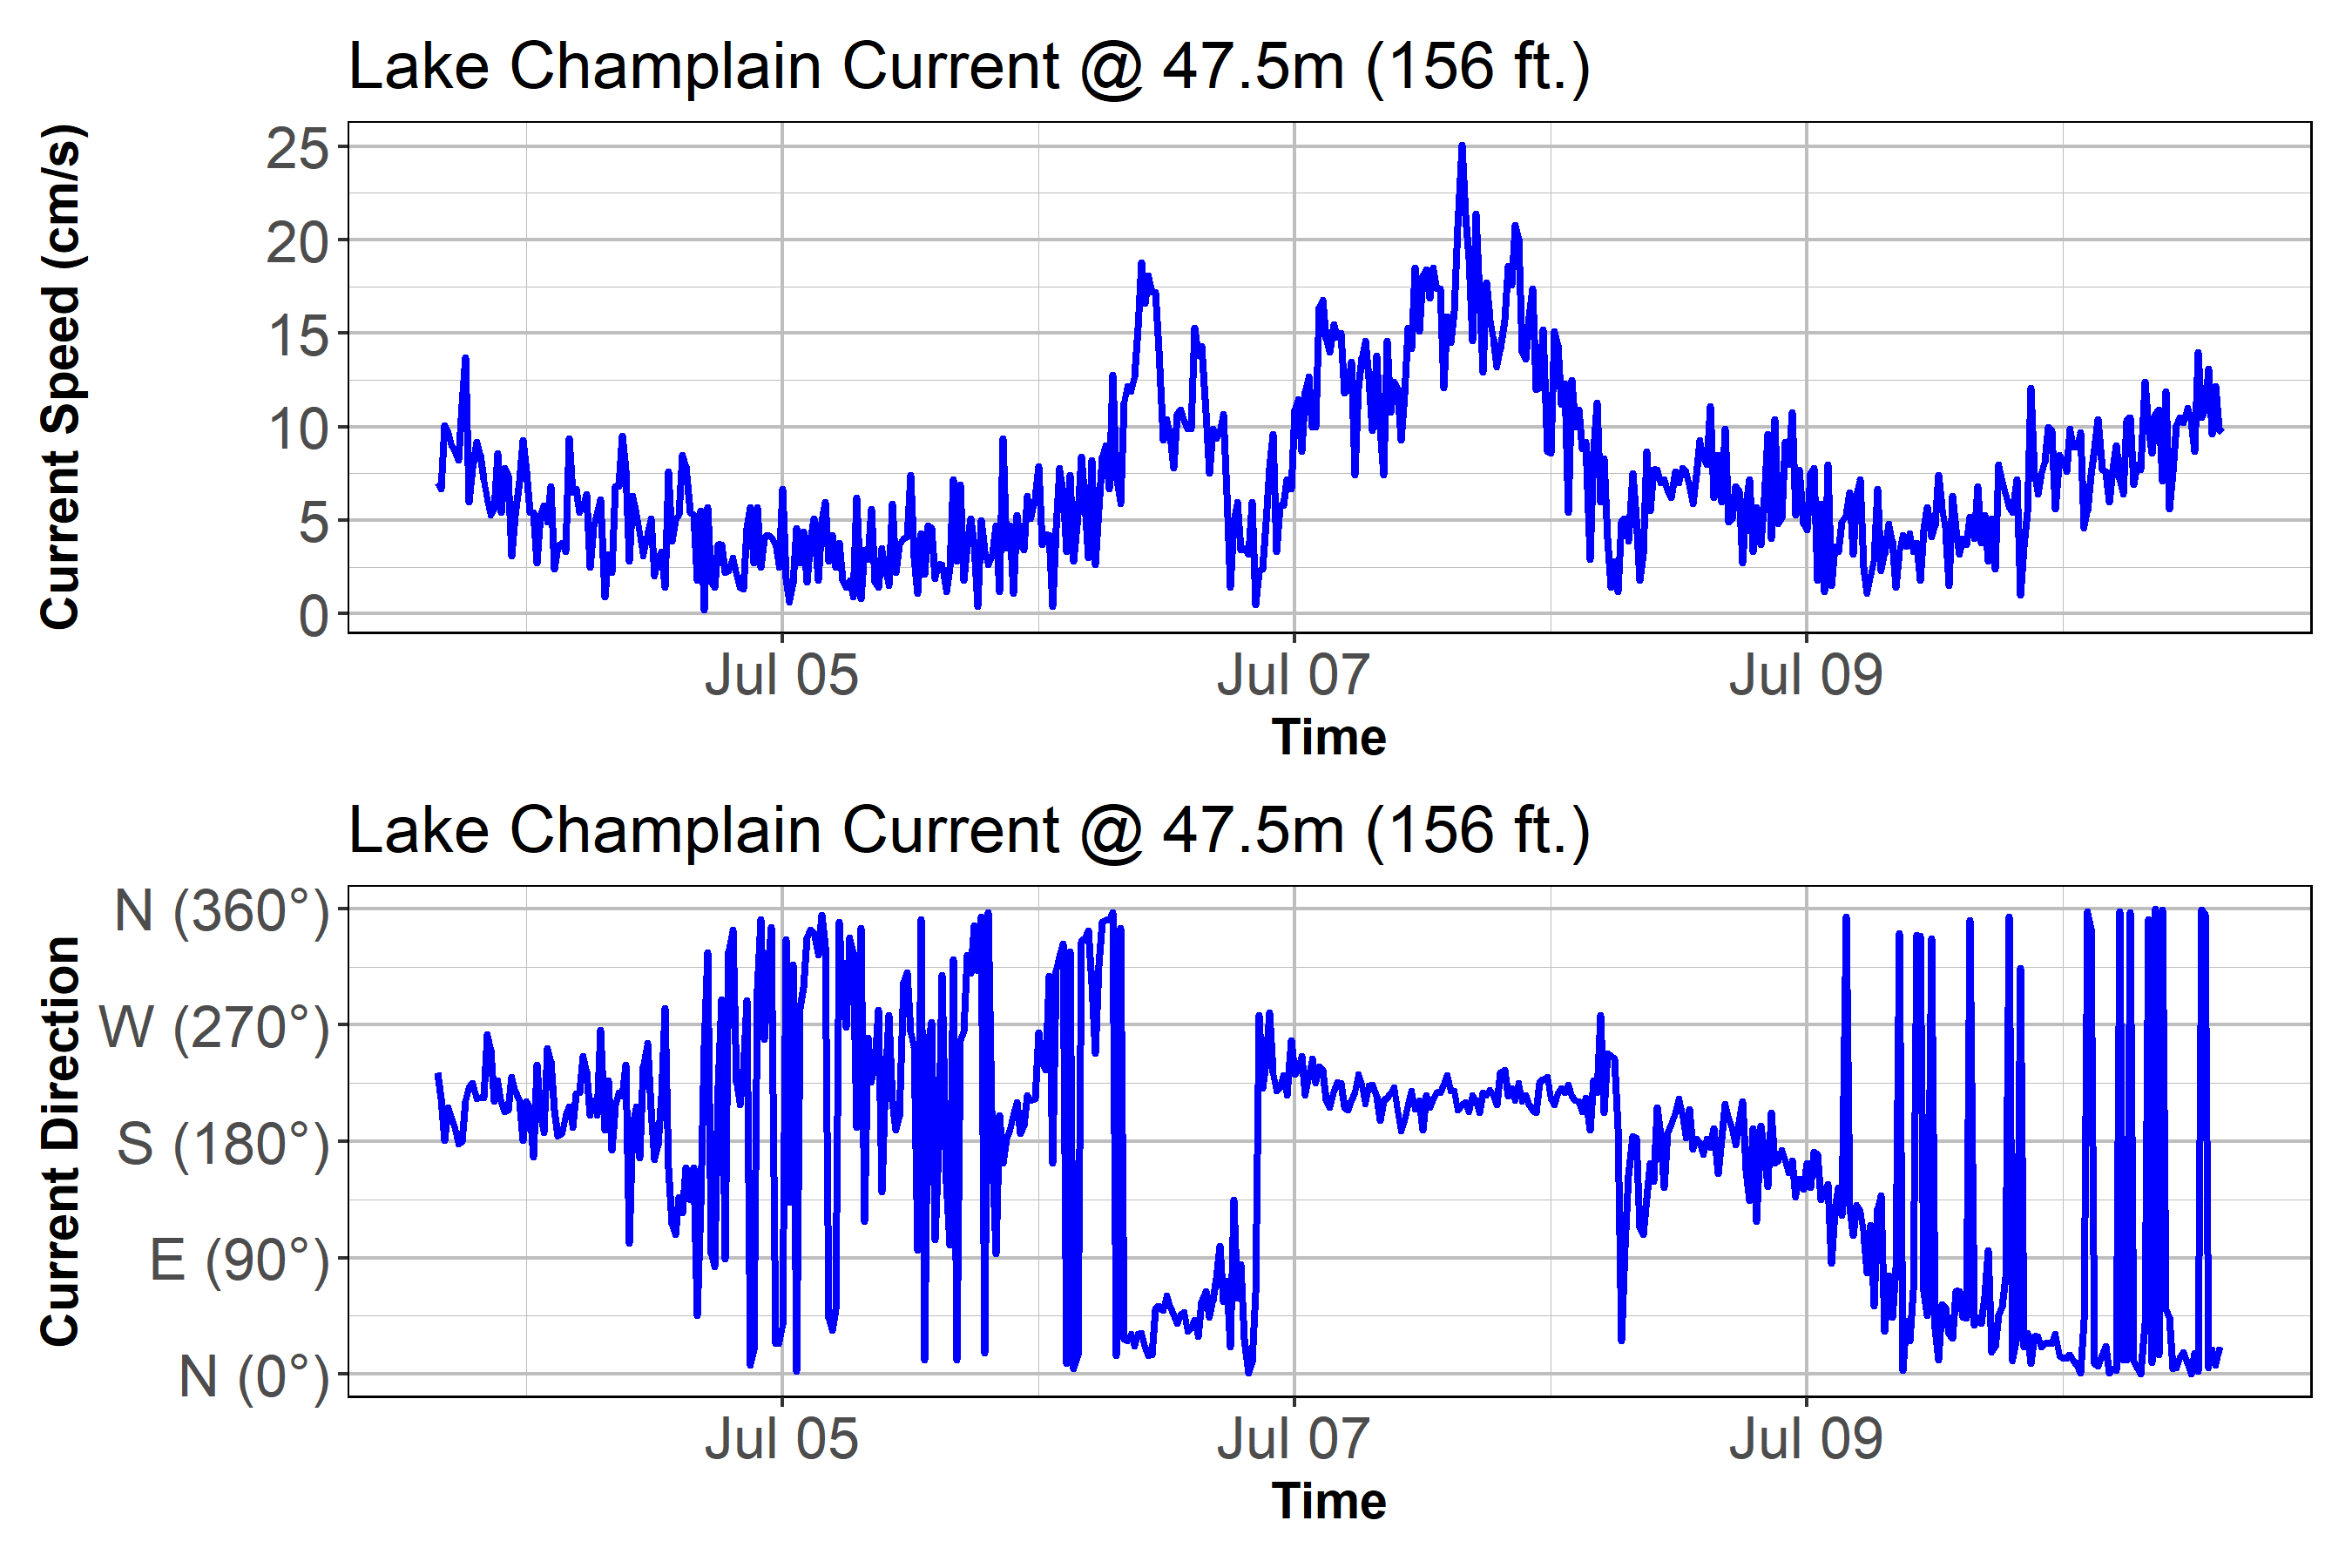 Lake Champlain Current @ 47.5m (156 ft.)
Current Speed (cm/s)
25
20
15
10
5
0
Jul 05 Jul 07 Jul 09
Time
Lake Champlain Current @ 47.5m (156 ft.)
Current Direction
N (360°)
W (270°)
S (180°)
E (90°)
N (0°)
Jul 05 Jul 07 Jul 09
Time